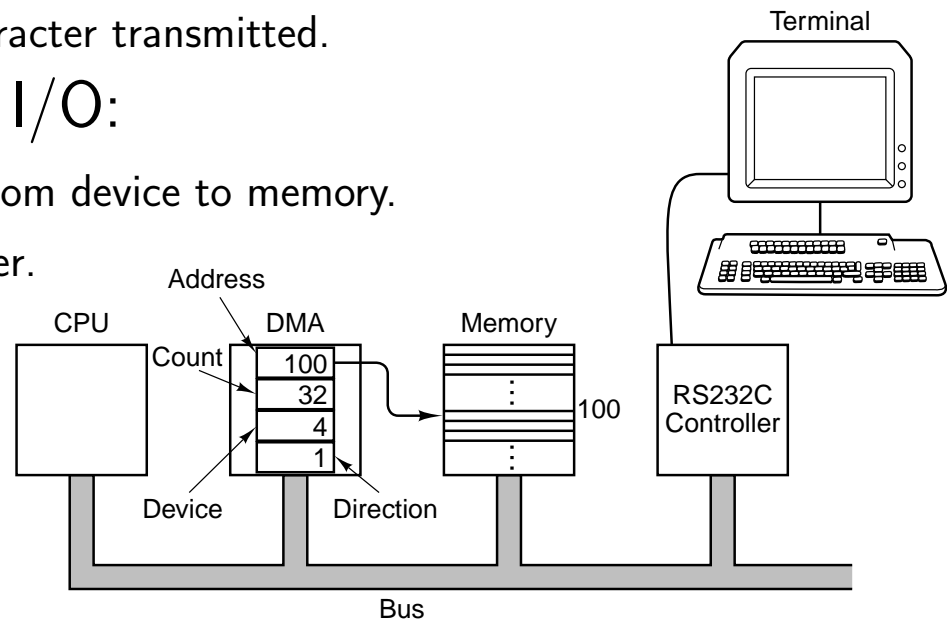 racter transmitted.
I/O:
om device to memory.
er.
Terminal
Address
CPU
DMA
Memory
Count
100
32
4
1
100
RS232C
Controller
Device
Direction
Bus